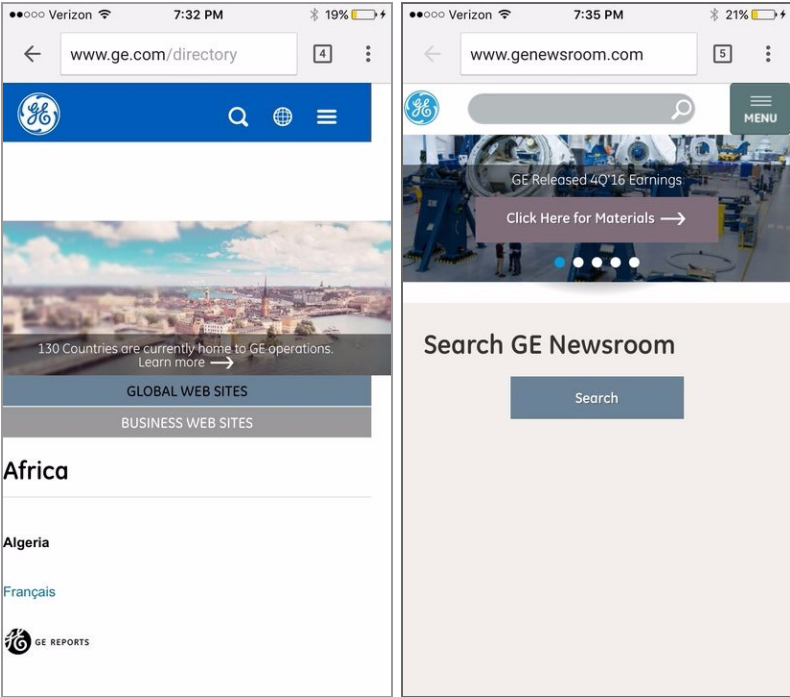 Verizon 7:32 PM 19%
www.ge.com/directory 4
GE
130 Countries are currently home to GE operations.
Learn more
GLOBAL WEB SITES
BUSINESS WEB SITES
Africa
Algeria
Français
GE REPORTS
Verizon 7:35 PM 21%
www.genewsroom.com 5
GE
MENU
GE Released 4Q'16 Earnings
Click Here for Materials
Search GE Newsroom
Search